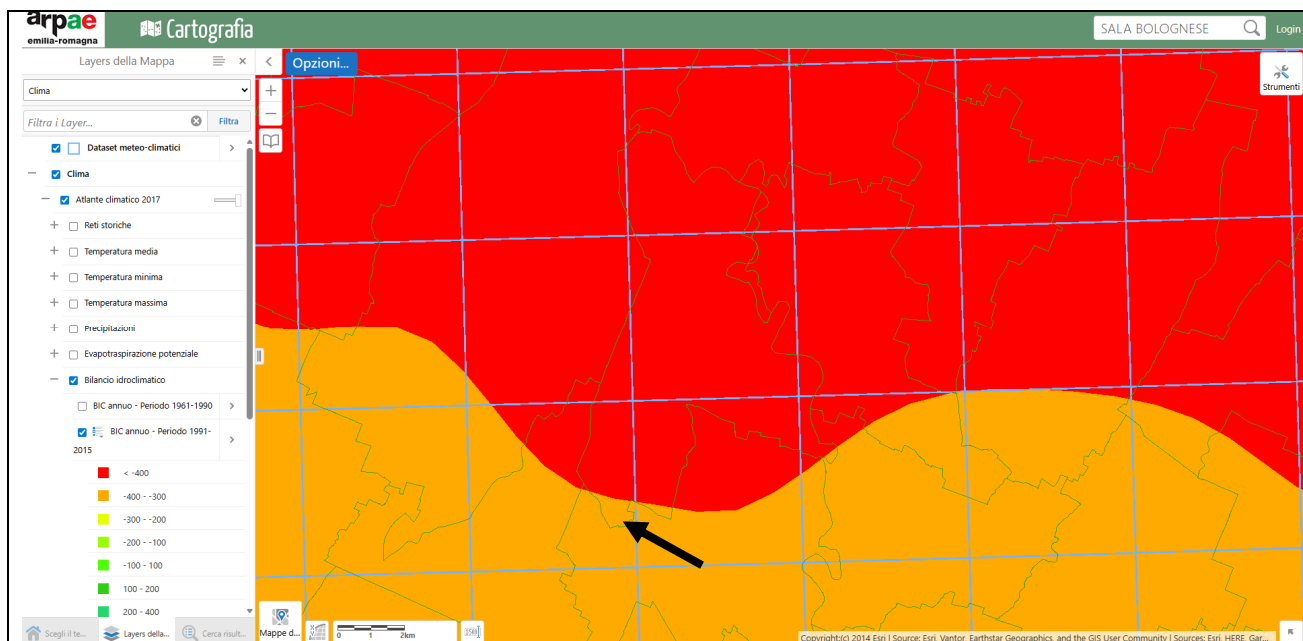 arpae
emilia-romagna
Cartografia
SALA BOLOGNESE
Login
Layers della Mappa
Opzioni...
Strumenti
Clima
Filtra i Layer...
Filtra
Dataset meteo-climatici
Clima
Atlante climatico 2017
Reti storiche
Temperatura media
Temperatura minima
Temperatura massima
Precipitazioni
Evapotraspirazione potenziale
Bilancio idroclimatico
BIC annuo - Periodo 1961-1990
BIC annuo - Periodo 1991-
2015
< -400
-400 - -300
-300 - -200
-200 - -100
-100 - 100
100 - 200
200 - 400
Scegli il te...
Layers della...
Cerca risult...
Mappe d...
0 1 2km
Copyright:(c) 2014 Esri | Source: Esri, Vantor, Earthstar Geographics, and the GIS User Community | Sources: Esri, HERE, Gar...